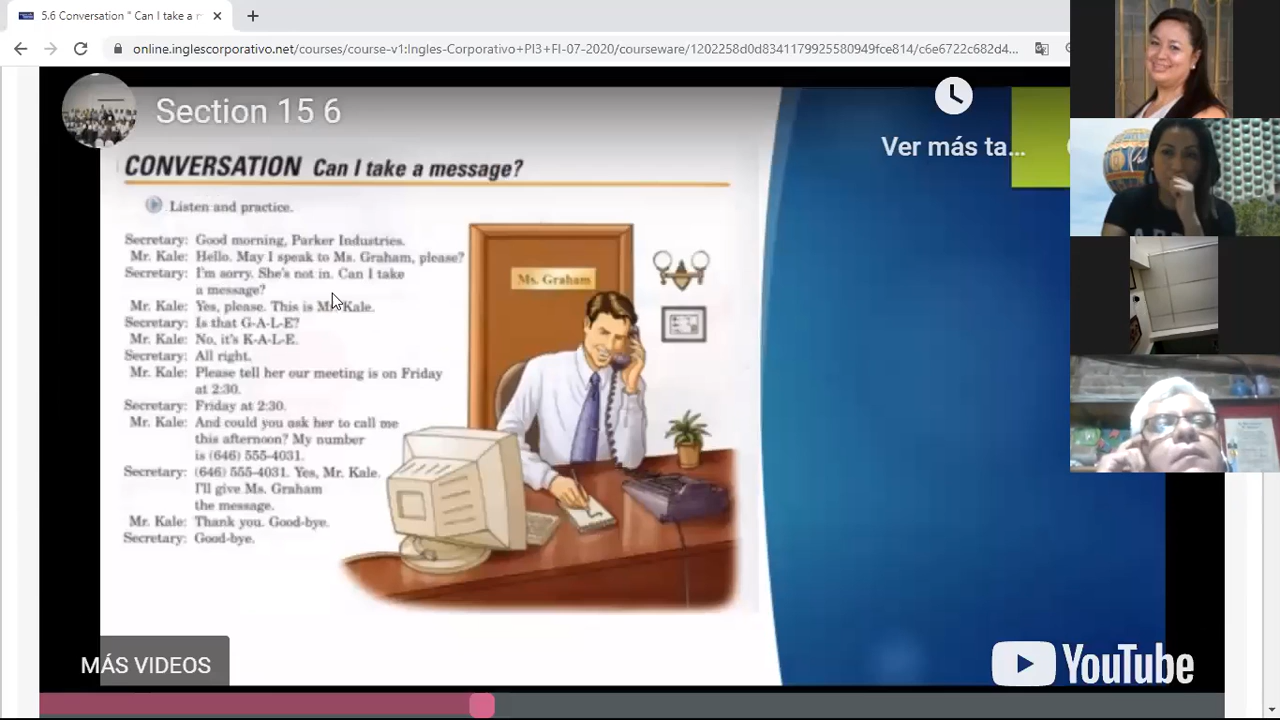 5.6 Conversation " Can I take a m
online.inglescorporativo.net/courses/course-v1:Ingles-Corporativo+PI3+FI-07-2020/courseware/1202258d0d8341179925580949fce814/c6e6722c682d4...
Section 15 6
Ver más ta...
CONVERSATION Can I take a message?
Listen and practice.
Secretary: Good morning, Parker Industries.
Mr. Kale: Hello. May I speak to Ms. Graham, please?
Secretary: I'm sorry. She's not in. Can I take
a message?
Mr. Kale: Yes, please. This is Mr. Kale.
Secretary: Is that G-A-L-E?
Mr. Kale: No, it's K-A-L-E.
Secretary: All right.
Mr. Kale: Please tell her our meeting is on Friday
at 2:30.
Secretary: Friday at 2:30.
Mr. Kale: And could you ask her to call me
this afternoon? My number
is (646) 555-4031.
Secretary: (646) 555-4031. Yes, Mr. Kale.
I'll give Ms. Graham
the message.
Mr. Kale: Thank you. Good-bye.
Secretary: Good-bye.
Ms. Graham
MÁS VIDEOS
YouTube